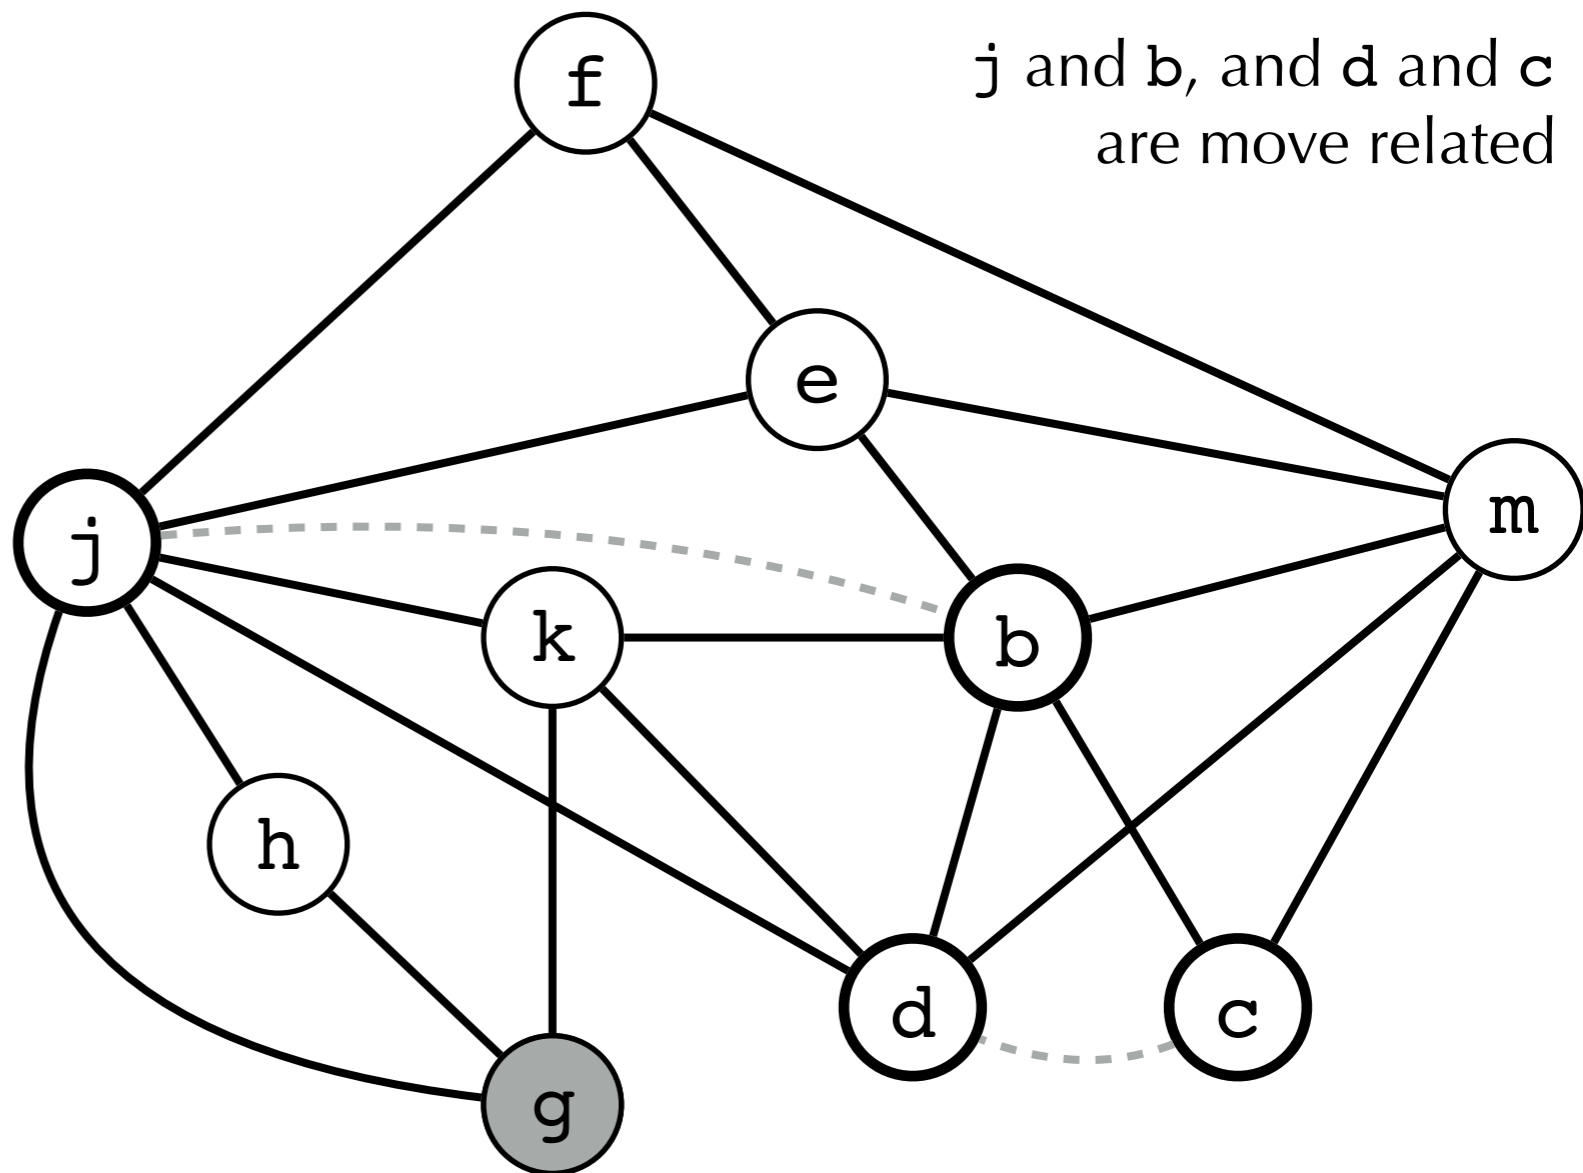 f
j and b, and d and c
are move related
e
j
m
k
b
h
d
c
g